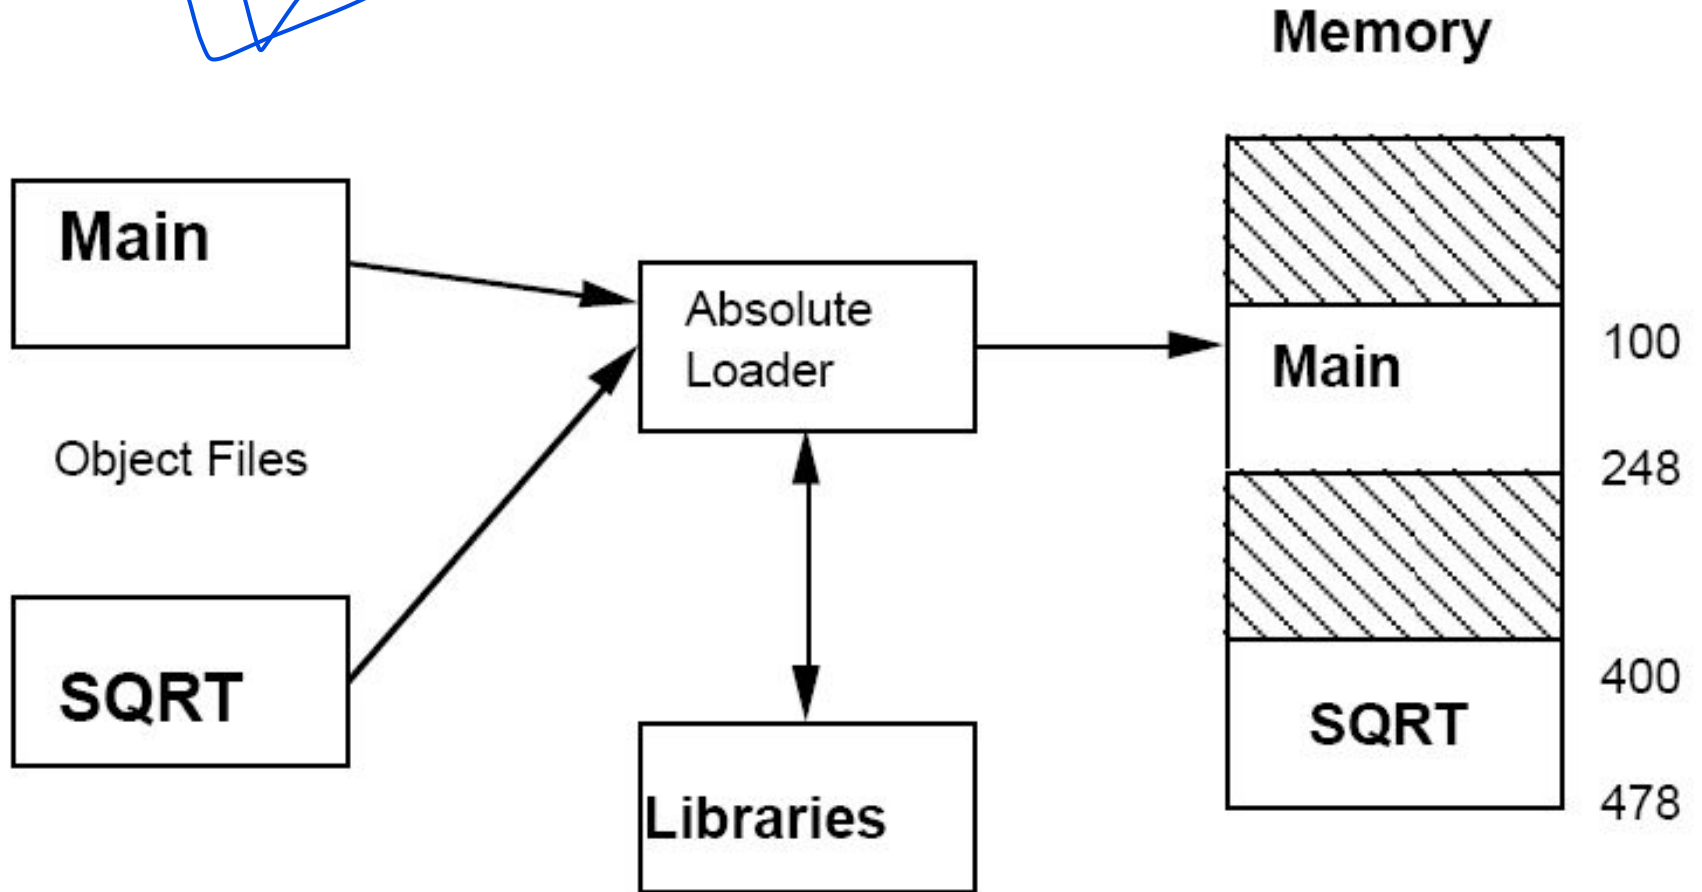 Memory
Main
Absolute
Loader
Object Files
SQRT
Libraries
Main
100
248
400
SQRT
478